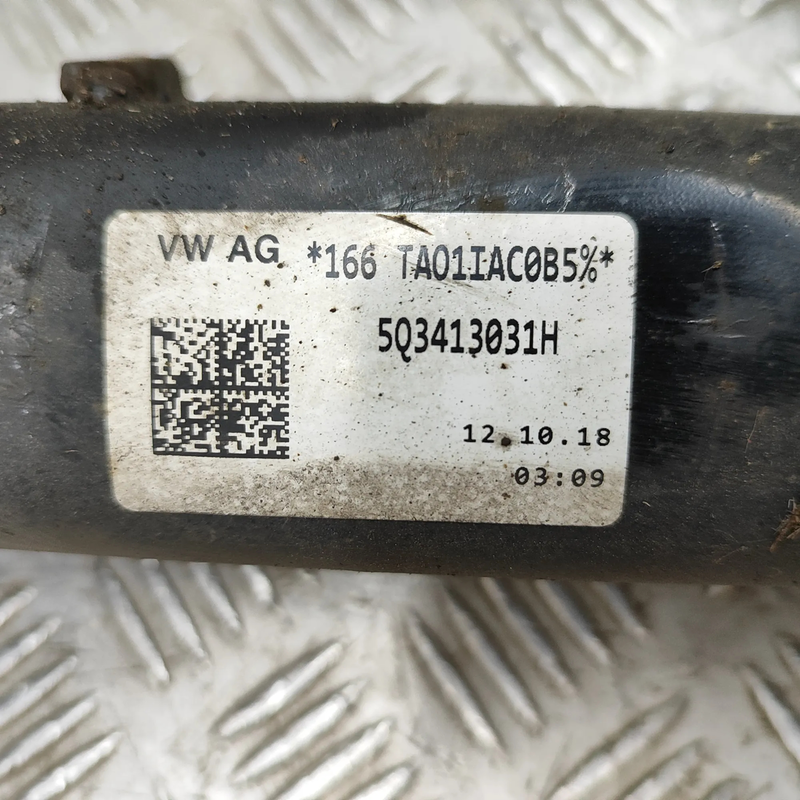 VW AG *166 TA01IAC0B5%*
5Q3413031H
12.10.18
03:09